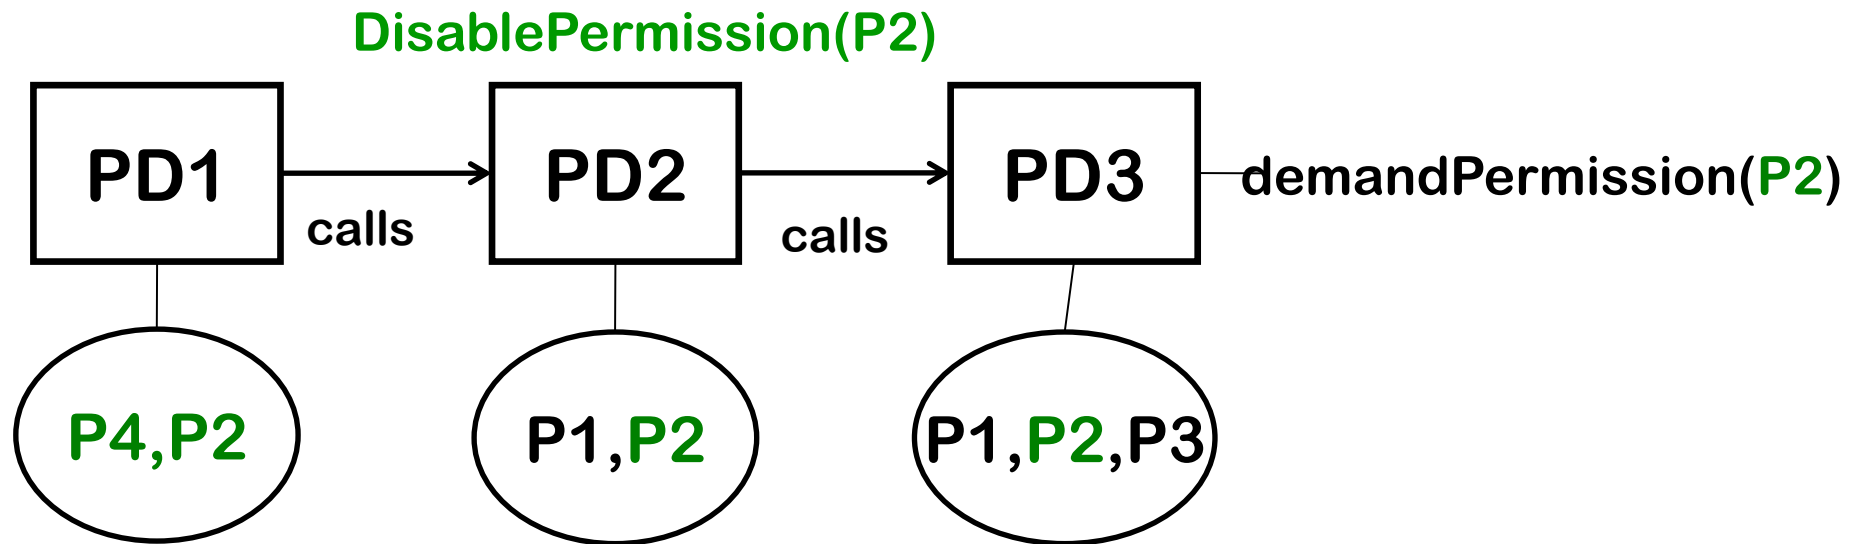 DisablePermission(P2)
PD1
calls
PD2
calls
PD3
demandPermission(P2)
P4,P2
P1,P2
P1,P2,P3